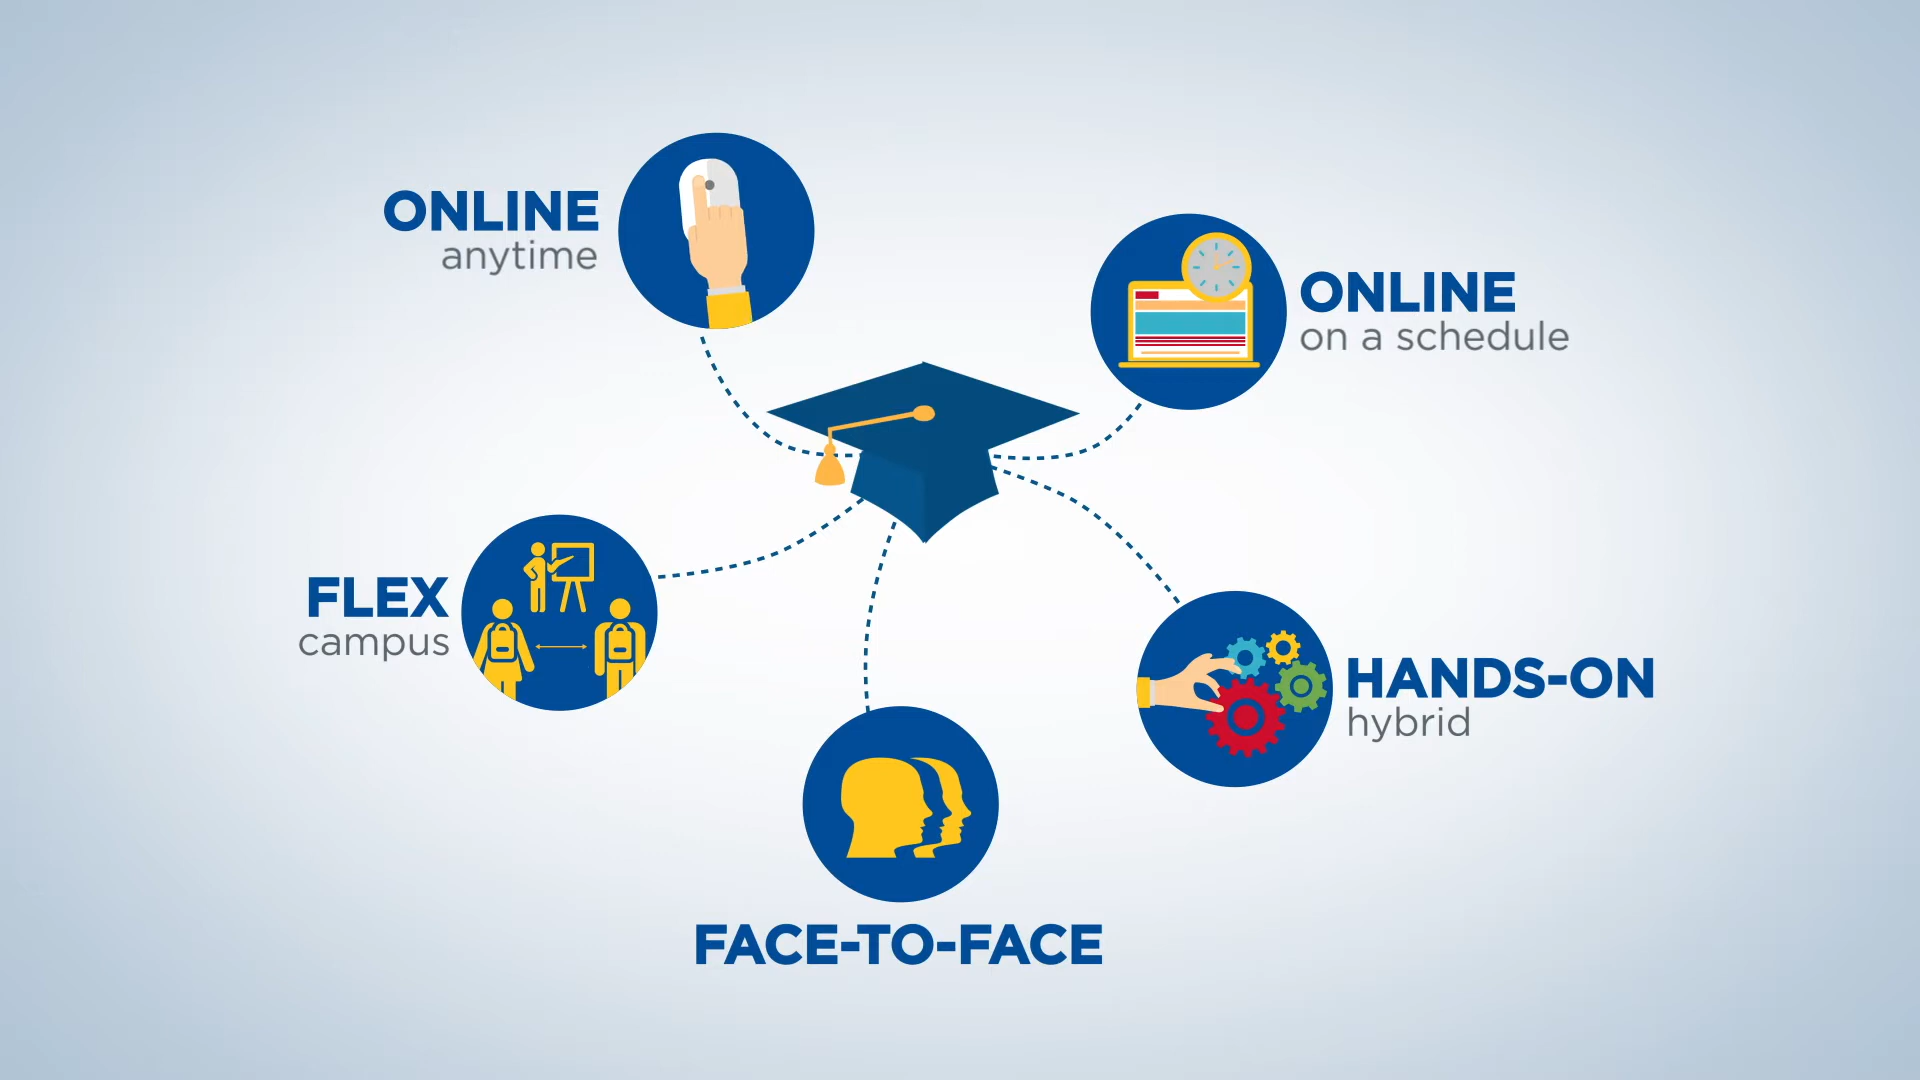 ONLINE
anytime
ONLINE
on a schedule
FLEX
campus
HANDS-ON
hybrid
FACE-TO-FACE